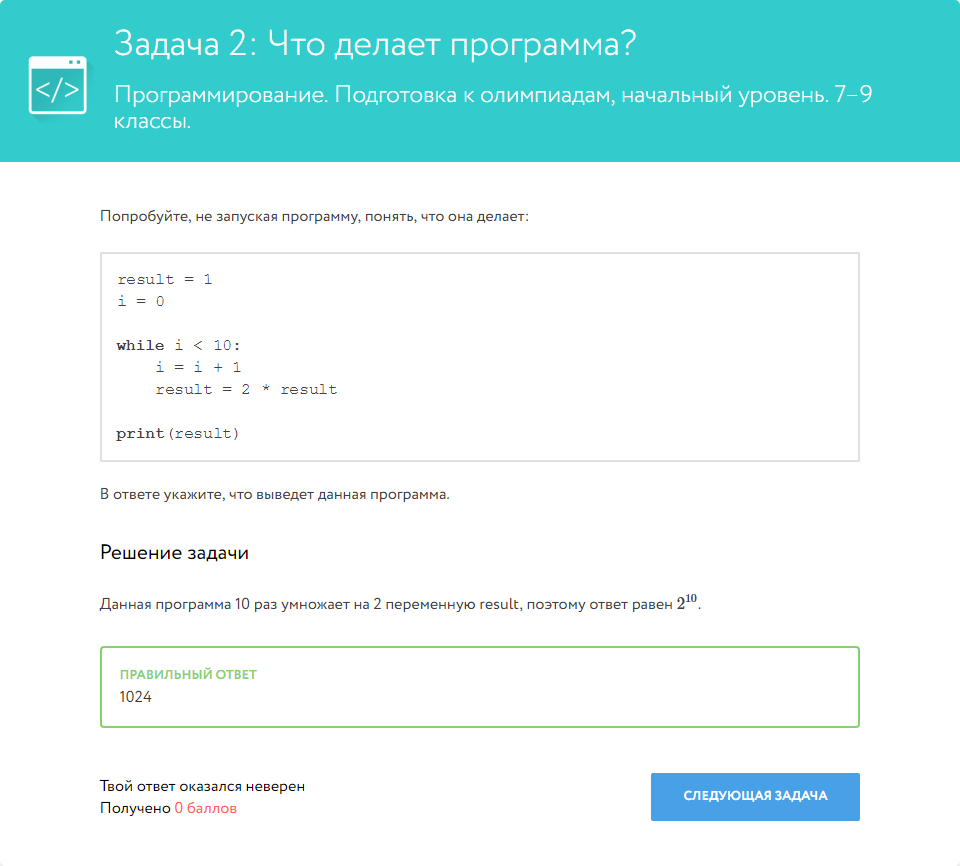 Задача 2: Что делает программа?
</>
Программирование. Подготовка к олимпиадам, начальный уровень. 7–9
классы.
Попробуйте, не запуская программу, понять, что она делает:
result = 1
i = 0
while i < 10:
    i = i + 1
    result = 2 * result
print(result)
В ответе укажите, что выведет данная программа.
Решение задачи
Данная программа 10 раз умножает на 2 переменную result, поэтому ответ равен 2¹⁰.
ПРАВИЛЬНЫЙ ОТВЕТ
1024
Твой ответ оказался неверен
Получено 0 баллов
СЛЕДУЮЩАЯ ЗАДАЧА